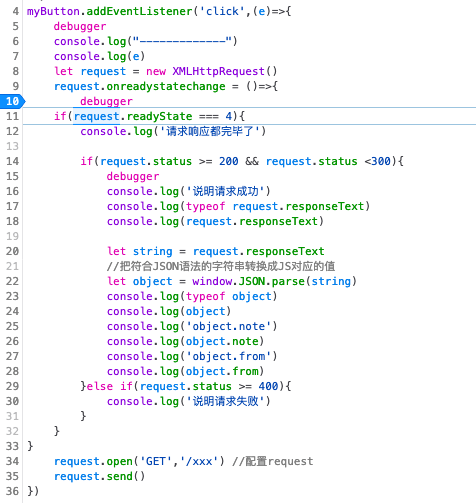 4 myButton.addEventListener('click',(e)=>{
5 debugger
6 console.log("-------------")
7 console.log(e)
8 let request = new XMLHttpRequest()
9 request.onreadystatechange = ()=>{
10 debugger
11 if(request.readyState === 4){
12 console.log('请求响应都完毕了')
13
14 if(request.status >= 200 && request.status <300){
15 debugger
16 console.log('说明请求成功')
17 console.log(typeof request.responseText)
18 console.log(request.responseText)
19
20 let string = request.responseText
21 //把符合JSON语法的字符串转换成JS对应的值
22 let object = window.JSON.parse(string)
23 console.log(typeof object)
24 console.log(object)
25 console.log('object.note')
26 console.log(object.note)
27 console.log('object.from')
28 console.log(object.from)
29 }else if(request.status >= 400){
30 console.log('说明请求失败')
31 }
32 }
33 }
34 request.open('GET','/xxx') //配置request
35 request.send()
36 })